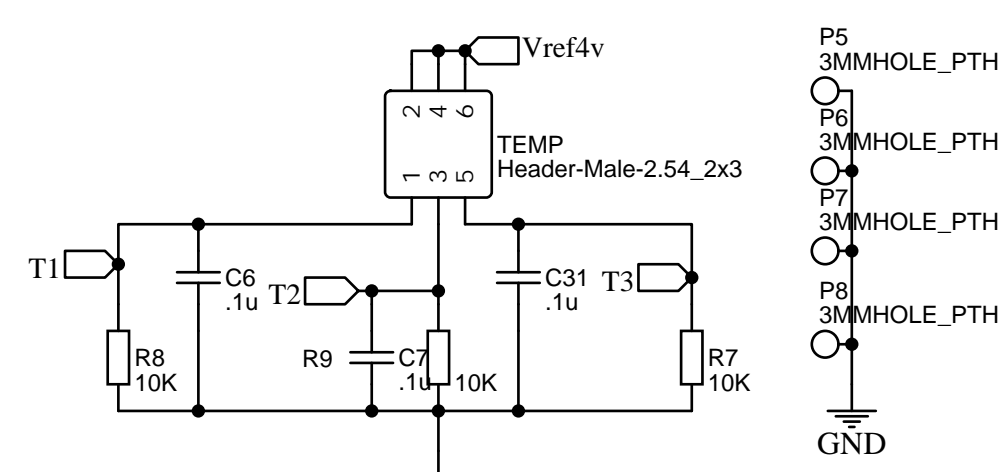 Vref4v
2 4 6
TEMP
Header-Male-2.54_2x3
1 3 5
T1
C6
.1u
T2
C31
.1u
T3
R8
10K
R9
C7
.1u
10K
R7
10K
P5
3MMHOLE_PTH
P6
3MMHOLE_PTH
P7
3MMHOLE_PTH
P8
3MMHOLE_PTH
GND